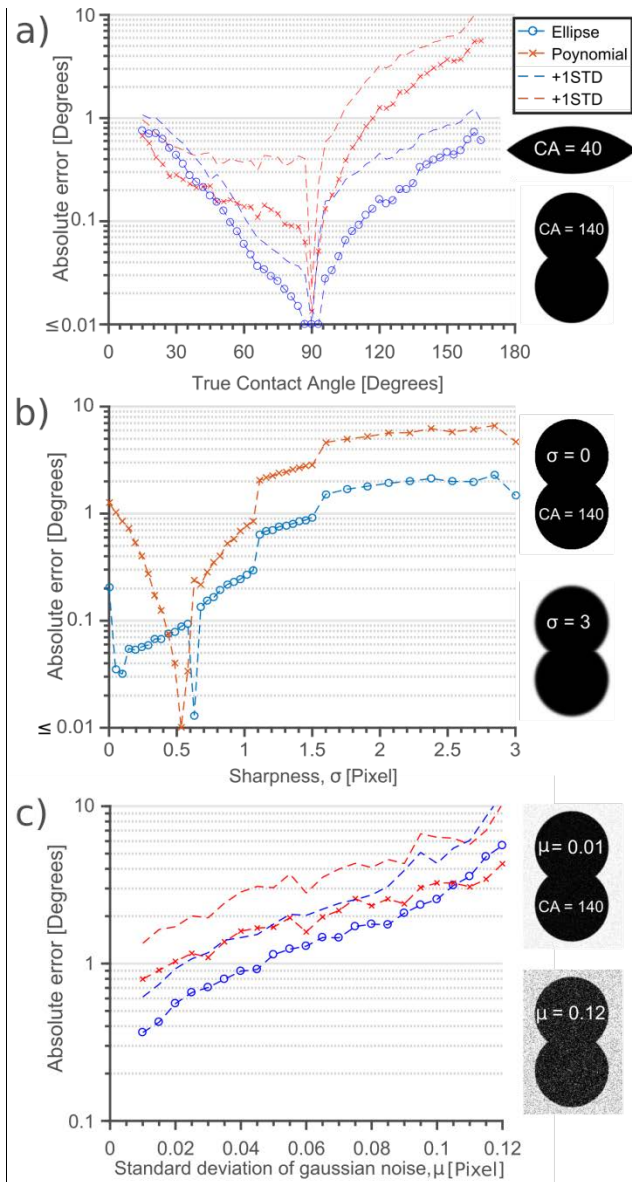 a)
Absolute error [Degrees]
10
1
0.1
≤ 0.01
0 30 60 90 120 150 180
True Contact Angle [Degrees]
Ellipse
Poynomial
+1STD
+1STD
CA = 40
CA = 140
b)
Absolute error [Degrees]
10
1
0.1
≤ 0.01
0 0.5 1 1.5 2 2.5 3
Sharpness, σ [Pixel]
σ = 0
CA = 140
σ = 3
c)
Absolute error [Degrees]
10
1
0.1
0 0.02 0.04 0.06 0.08 0.1 0.12
Standard deviation of gaussian noise,μ [Pixel]
μ = 0.01
CA = 140
μ = 0.12